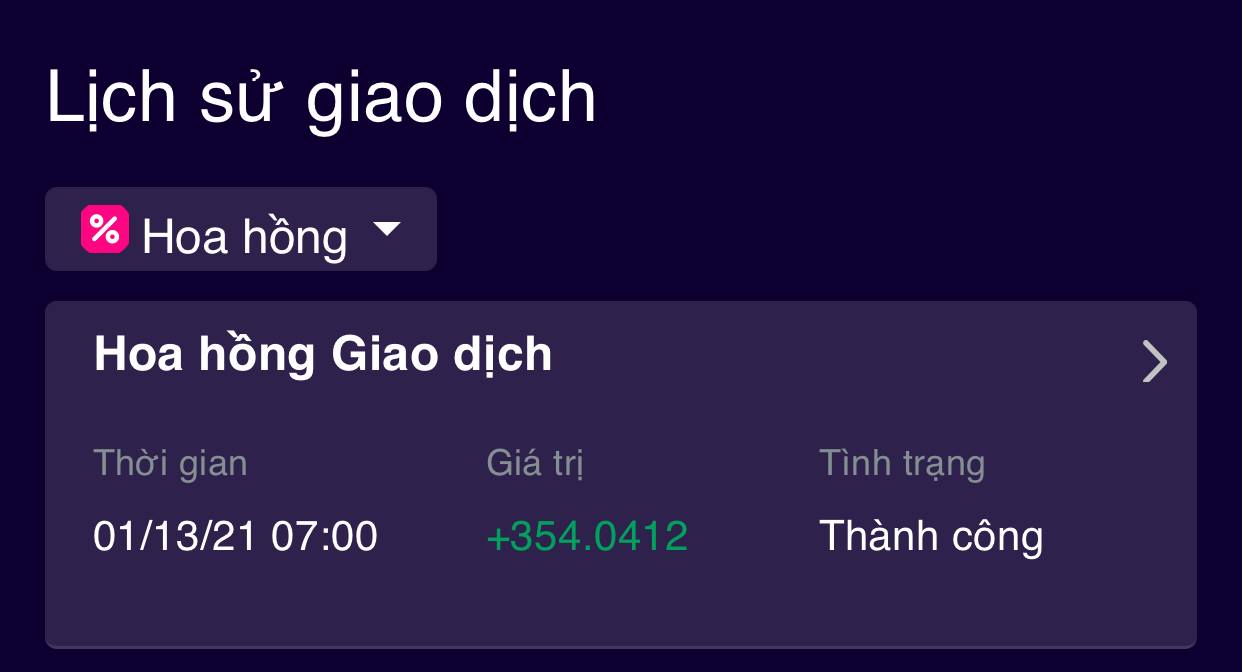 Lịch sử giao dịch
% Hoa hồng
Hoa hồng Giao dịch
Thời gian Giá trị Tình trạng
01/13/21 07:00 +354.0412 Thành công